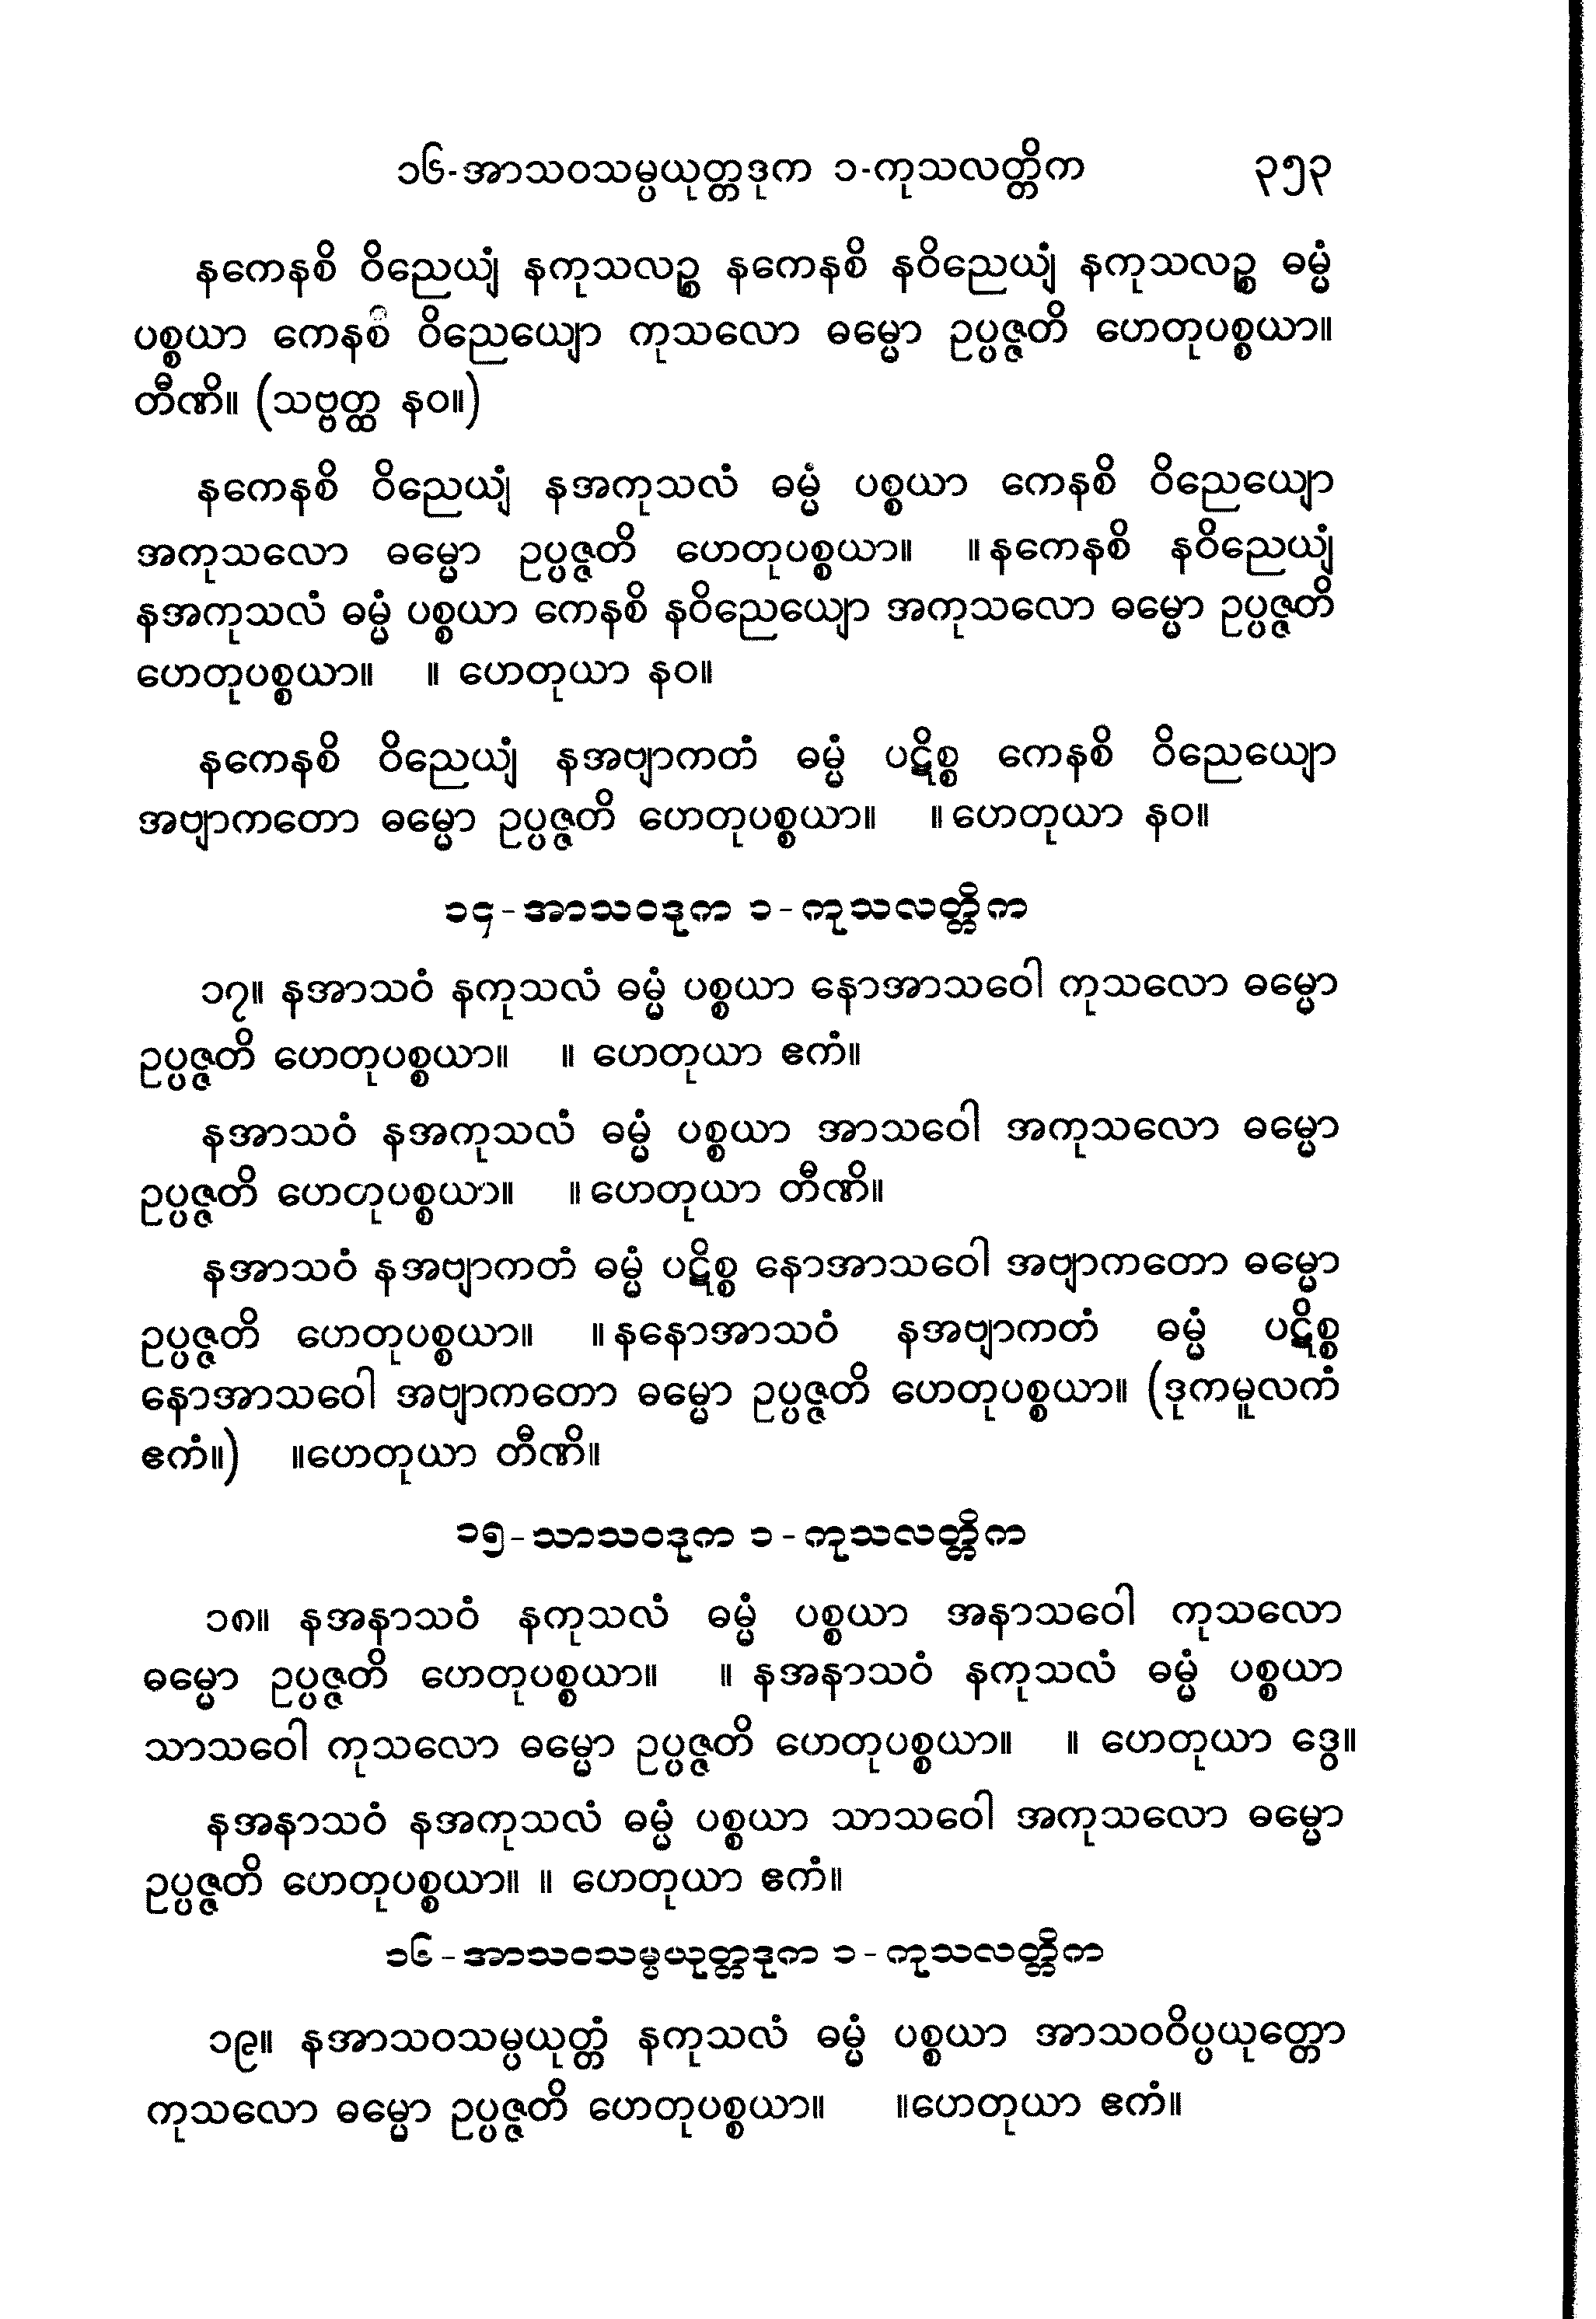 ၁၆-အာသဝသမ္ပယုတ္တဒုက ၁-ကုသလတ္တိက ၃၅၃
နကေနစိ ဝိညေယျံ နကုသလဉ္စ နကေနစိ နဝိညေယျံ နကုသလဉ္စ ဓမ္မံ
ပစ္စယာ ကေနစိ ဝိညေယျော ကုသလော ဓမ္မော ဥပ္ပဇ္ဇတိ ဟေတုပစ္စယာ။
တီဏိ။ (သဗ္ဗတ္ထ နဝ။)
နကေနစိ ဝိညေယျံ နအကုသလံ ဓမ္မံ ပစ္စယာ ကေနစိ ဝိညေယျော
အကုသလော ဓမ္မော ဥပ္ပဇ္ဇတိ ဟေတုပစ္စယာ။ ။နကေနစိ နဝိညေယျံ
နအကုသလံ ဓမ္မံ ပစ္စယာ ကေနစိ နဝိညေယျော အကုသလော ဓမ္မော ဥပ္ပဇ္ဇတိ
ဟေတုပစ္စယာ။ ။ ဟေတုယာ နဝ။
နကေနစိ ဝိညေယျံ နအဗျာကတံ ဓမ္မံ ပဋိစ္စ ကေနစိ ဝိညေယျော
အဗျာကတော ဓမ္မော ဥပ္ပဇ္ဇတိ ဟေတုပစ္စယာ။ ။ဟေတုယာ နဝ။
၁၄-အာသဝဒုက ၁-ကုသလတ္တိက
၁၇။ နအာသဝံ နကုသလံ ဓမ္မံ ပစ္စယာ နောအာသဝေါ ကုသလော ဓမ္မော
ဥပ္ပဇ္ဇတိ ဟေတုပစ္စယာ။ ။ ဟေတုယာ ဧကံ။
နအာသဝံ နအကုသလံ ဓမ္မံ ပစ္စယာ အာသဝေါ အကုသလော ဓမ္မော
ဥပ္ပဇ္ဇတိ ဟေတုပစ္စယာ။ ။ဟေတုယာ တီဏိ။
နအာသဝံ နအဗျာကတံ ဓမ္မံ ပဋိစ္စ နောအာသဝေါ အဗျာကတော ဓမ္မော
ဥပ္ပဇ္ဇတိ ဟေတုပစ္စယာ။ ။နနောအာသဝံ နအဗျာကတံ ဓမ္မံ ပဋိစ္စ
နောအာသဝေါ အဗျာကတော ဓမ္မော ဥပ္ပဇ္ဇတိ ဟေတုပစ္စယာ။ (ဒုကမူလကံ
ဧကံ။) ။ဟေတုယာ တီဏိ။
၁၅-သာသဝဒုက ၁-ကုသလတ္တိက
၁၈။ နအနာသဝံ နကုသလံ ဓမ္မံ ပစ္စယာ အနာသဝေါ ကုသလော
ဓမ္မော ဥပ္ပဇ္ဇတိ ဟေတုပစ္စယာ။ ။ နအနာသဝံ နကုသလံ ဓမ္မံ ပစ္စယာ
သာသဝေါ ကုသလော ဓမ္မော ဥပ္ပဇ္ဇတိ ဟေတုပစ္စယာ။ ။ ဟေတုယာ ဒွေ။
နအနာသဝံ နအကုသလံ ဓမ္မံ ပစ္စယာ သာသဝေါ အကုသလော ဓမ္မော
ဥပ္ပဇ္ဇတိ ဟေတုပစ္စယာ။ ။ ဟေတုယာ ဧကံ။
၁၆-အာသဝသမ္ပယုတ္တဒုက ၁-ကုသလတ္တိက
၁၉။ နအာသဝသမ္ပယုတ္တံ နကုသလံ ဓမ္မံ ပစ္စယာ အာသဝဝိပ္ပယုတ္တော
ကုသလော ဓမ္မော ဥပ္ပဇ္ဇတိ ဟေတုပစ္စယာ။ ။ဟေတုယာ ဧကံ။